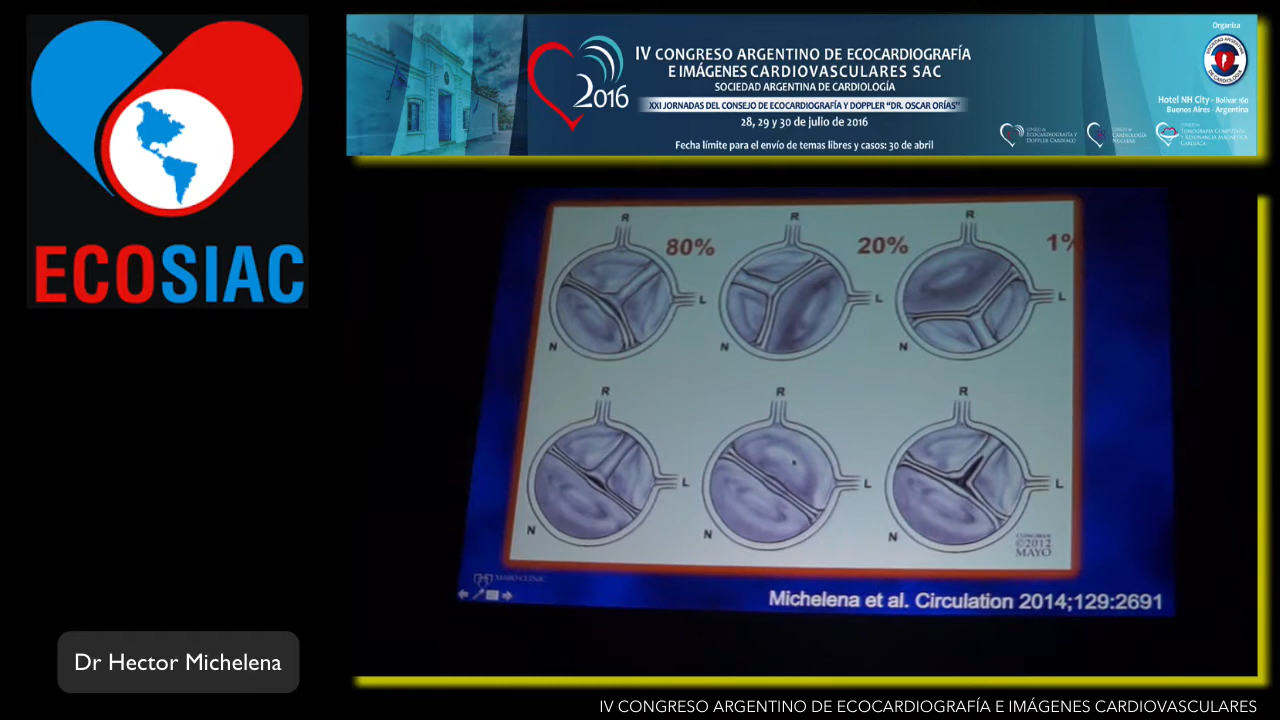 ECOSIAC
Organiza
IV CONGRESO ARGENTINO DE ECOCARDIOGRAFÍA
E IMÁGENES CARDIOVASCULARES SAC
SOCIEDAD ARGENTINA DE CARDIOLOGÍA
2016
XXI JORNADAS DEL CONSEJO DE ECOCARDIOGRAFÍA Y DOPPLER "DR. OSCAR ORÍAS"
28, 29 y 30 de julio de 2016
Fecha límite para el envío de temas libres y casos: 30 de abril
Hotel NH City - Bolívar 160
Buenos Aires - Argentina
R
R
R
80%
20%
1%
L
L
L
N
N
N
R
R
R
L
L
L
N
N
N
©2012
MAYO
MAYO CLINIC
Michelena et al. Circulation 2014;129:2691
Dr Hector Michelena
IV CONGRESO ARGENTINO DE ECOCARDIOGRAFÍA E IMÁGENES CARDIOVASCULARES